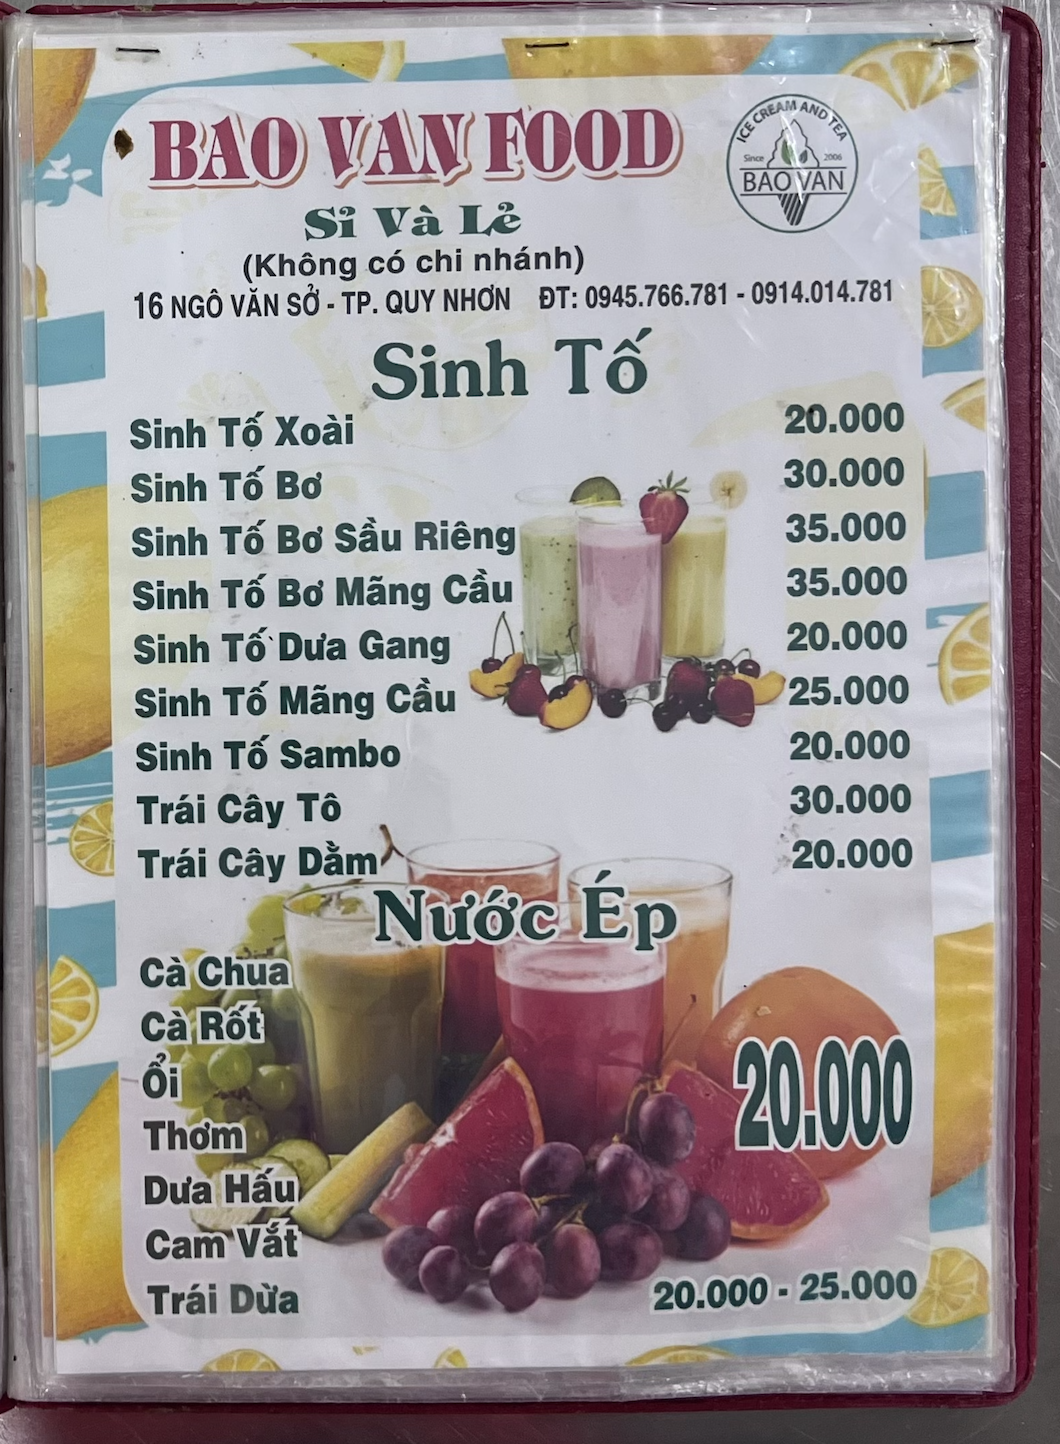 BAO VAN FOOD
ICE CREAM AND TEA
Since 2006
BAO VAN
Sỉ Và Lẻ
(Không có chi nhánh)
16 NGÔ VĂN SỞ - TP. QUY NHƠN ĐT: 0945.766.781 - 0914.014.781
Sinh Tố
Sinh Tố Xoài 20.000
Sinh Tố Bơ 30.000
Sinh Tố Bơ Sầu Riêng 35.000
Sinh Tố Bơ Mãng Cầu 35.000
Sinh Tố Dưa Gang 20.000
Sinh Tố Mãng Cầu 25.000
Sinh Tố Sambo 20.000
Trái Cây Tô 30.000
Trái Cây Dằm 20.000
Nước Ép
Cà Chua
Cà Rốt
Ổi
20.000
Thơm
Dưa Hấu
Cam Vắt
Trái Dừa 20.000 - 25.000